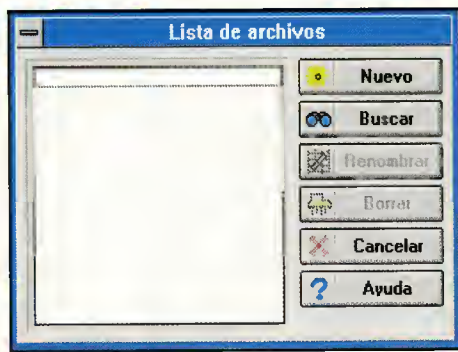 Lista de archivos
Nuevo
Buscar
Renombrar
Borrar
Cancelar
? Ayuda